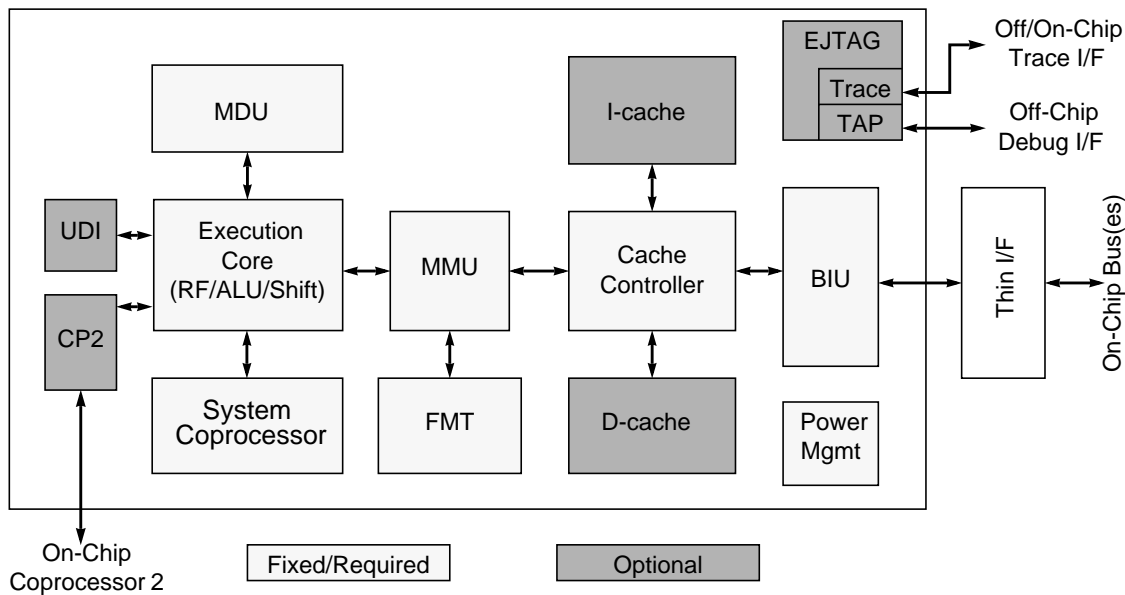 EJTAG
Off/On-Chip
Trace I/F
MDU
I-cache
Trace
TAP
Off-Chip
Debug I/F
UDI
Execution
Core
(RF/ALU/Shift)
MMU
Cache
Controller
BIU
Thin I/F
On-Chip Bus(es)
CP2
System
Coprocessor
FMT
D-cache
Power
Mgmt
On-Chip
Coprocessor 2
Fixed/Required
Optional